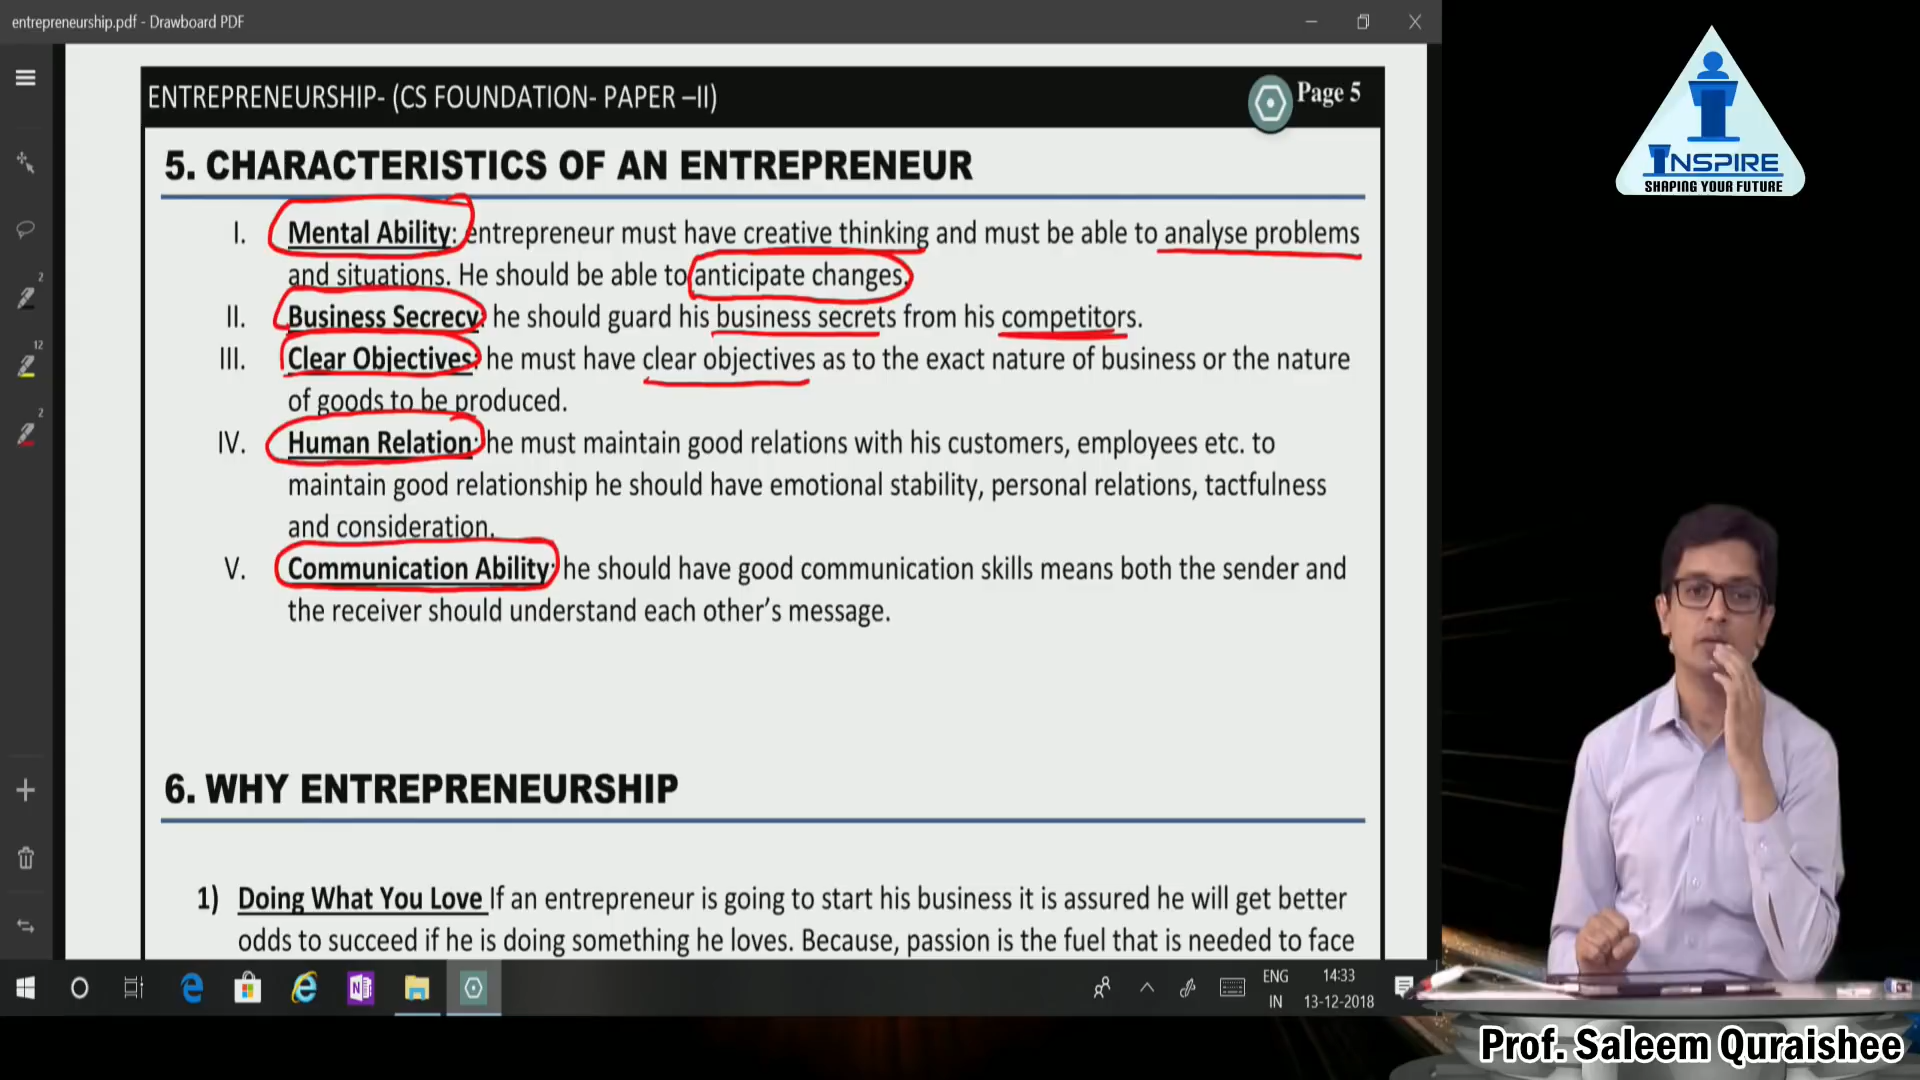 entrepreneurship.pdf - Drawboard PDF
ENTREPRENEURSHIP- (CS FOUNDATION- PAPER –II)
Page 5
5. CHARACTERISTICS OF AN ENTREPRENEUR
I. Mental Ability: entrepreneur must have creative thinking and must be able to analyse problems
and situations. He should be able to anticipate changes.
II. Business Secrecy: he should guard his business secrets from his competitors.
III. Clear Objectives: he must have clear objectives as to the exact nature of business or the nature
of goods to be produced.
IV. Human Relation: he must maintain good relations with his customers, employees etc. to
maintain good relationship he should have emotional stability, personal relations, tactfulness
and consideration.
V. Communication Ability: he should have good communication skills means both the sender and
the receiver should understand each other’s message.
6. WHY ENTREPRENEURSHIP
1) Doing What You Love If an entrepreneur is going to start his business it is assured he will get better
odds to succeed if he is doing something he loves. Because, passion is the fuel that is needed to face
2
12
2
ENG
IN
14:33
13-12-2018
INSPIRE
SHAPING YOUR FUTURE
Prof. Saleem Quraishee